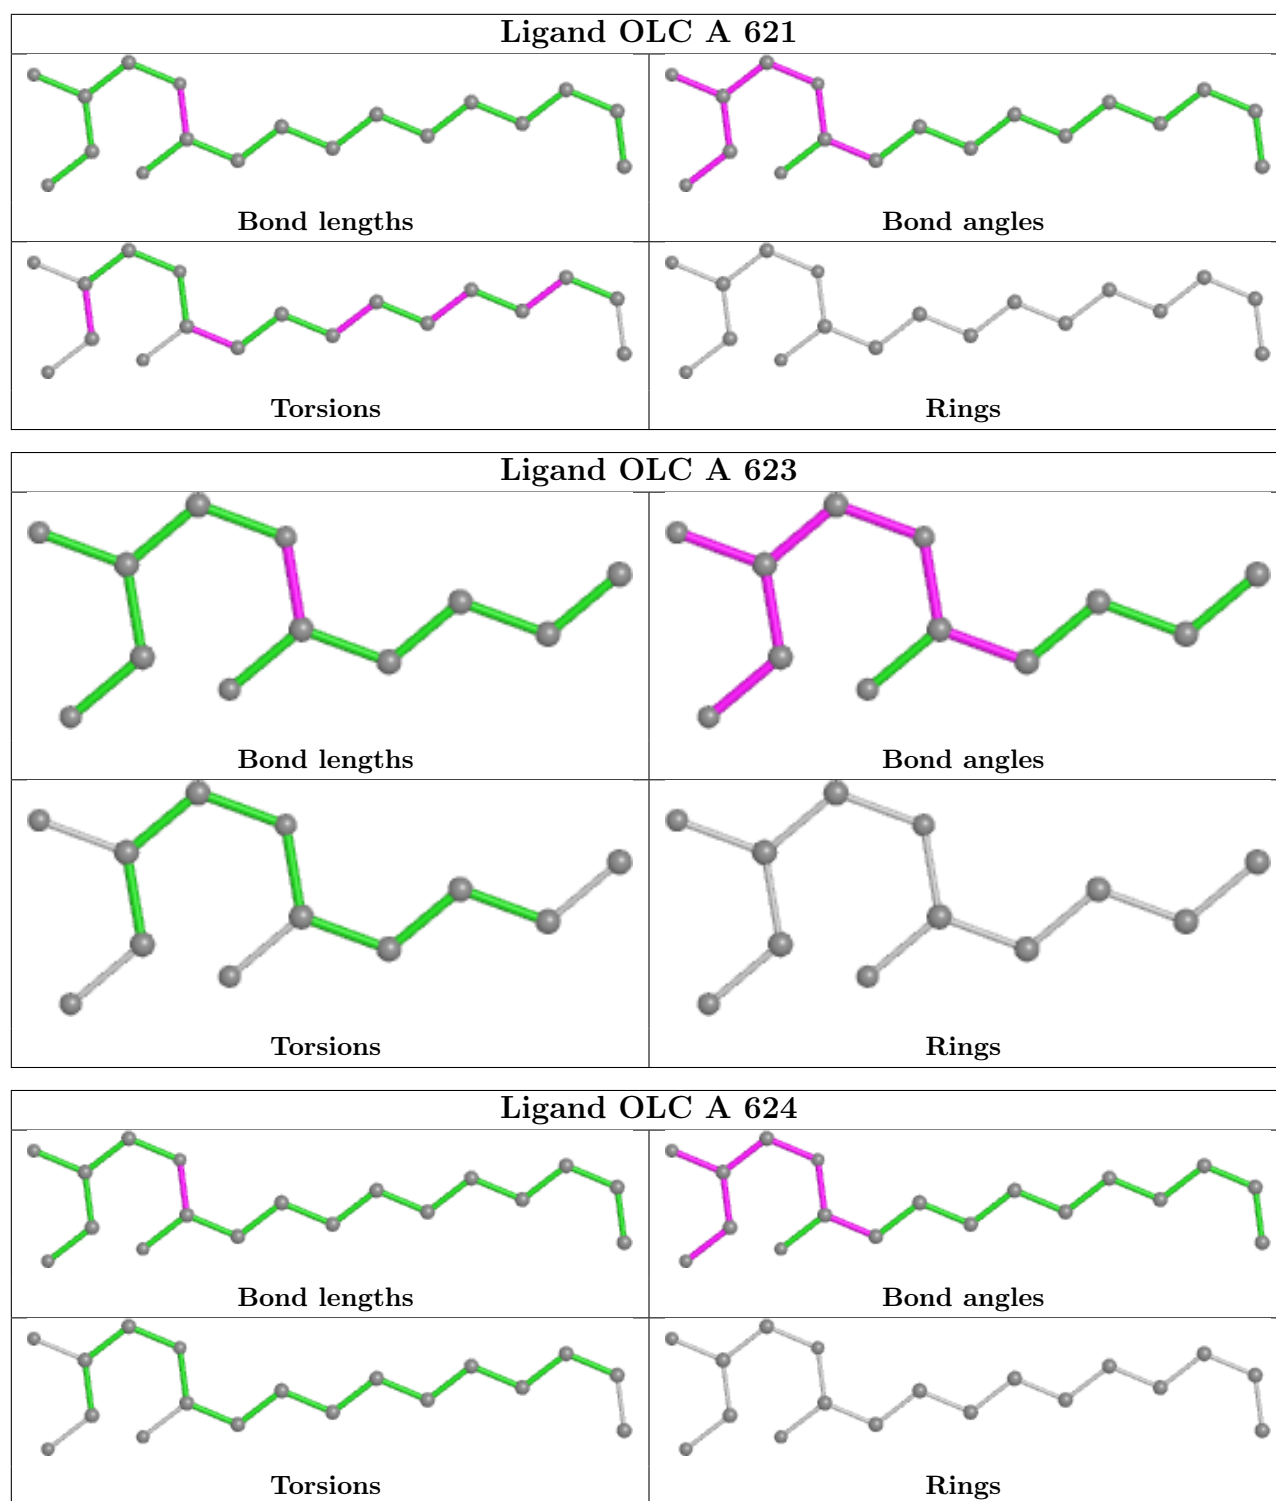 Ligand OLC A 621
Bond lengths
Bond angles
Torsions
Rings
Ligand OLC A 623
Bond lengths
Bond angles
Torsions
Rings
Ligand OLC A 624
Bond lengths
Bond angles
Torsions
Rings